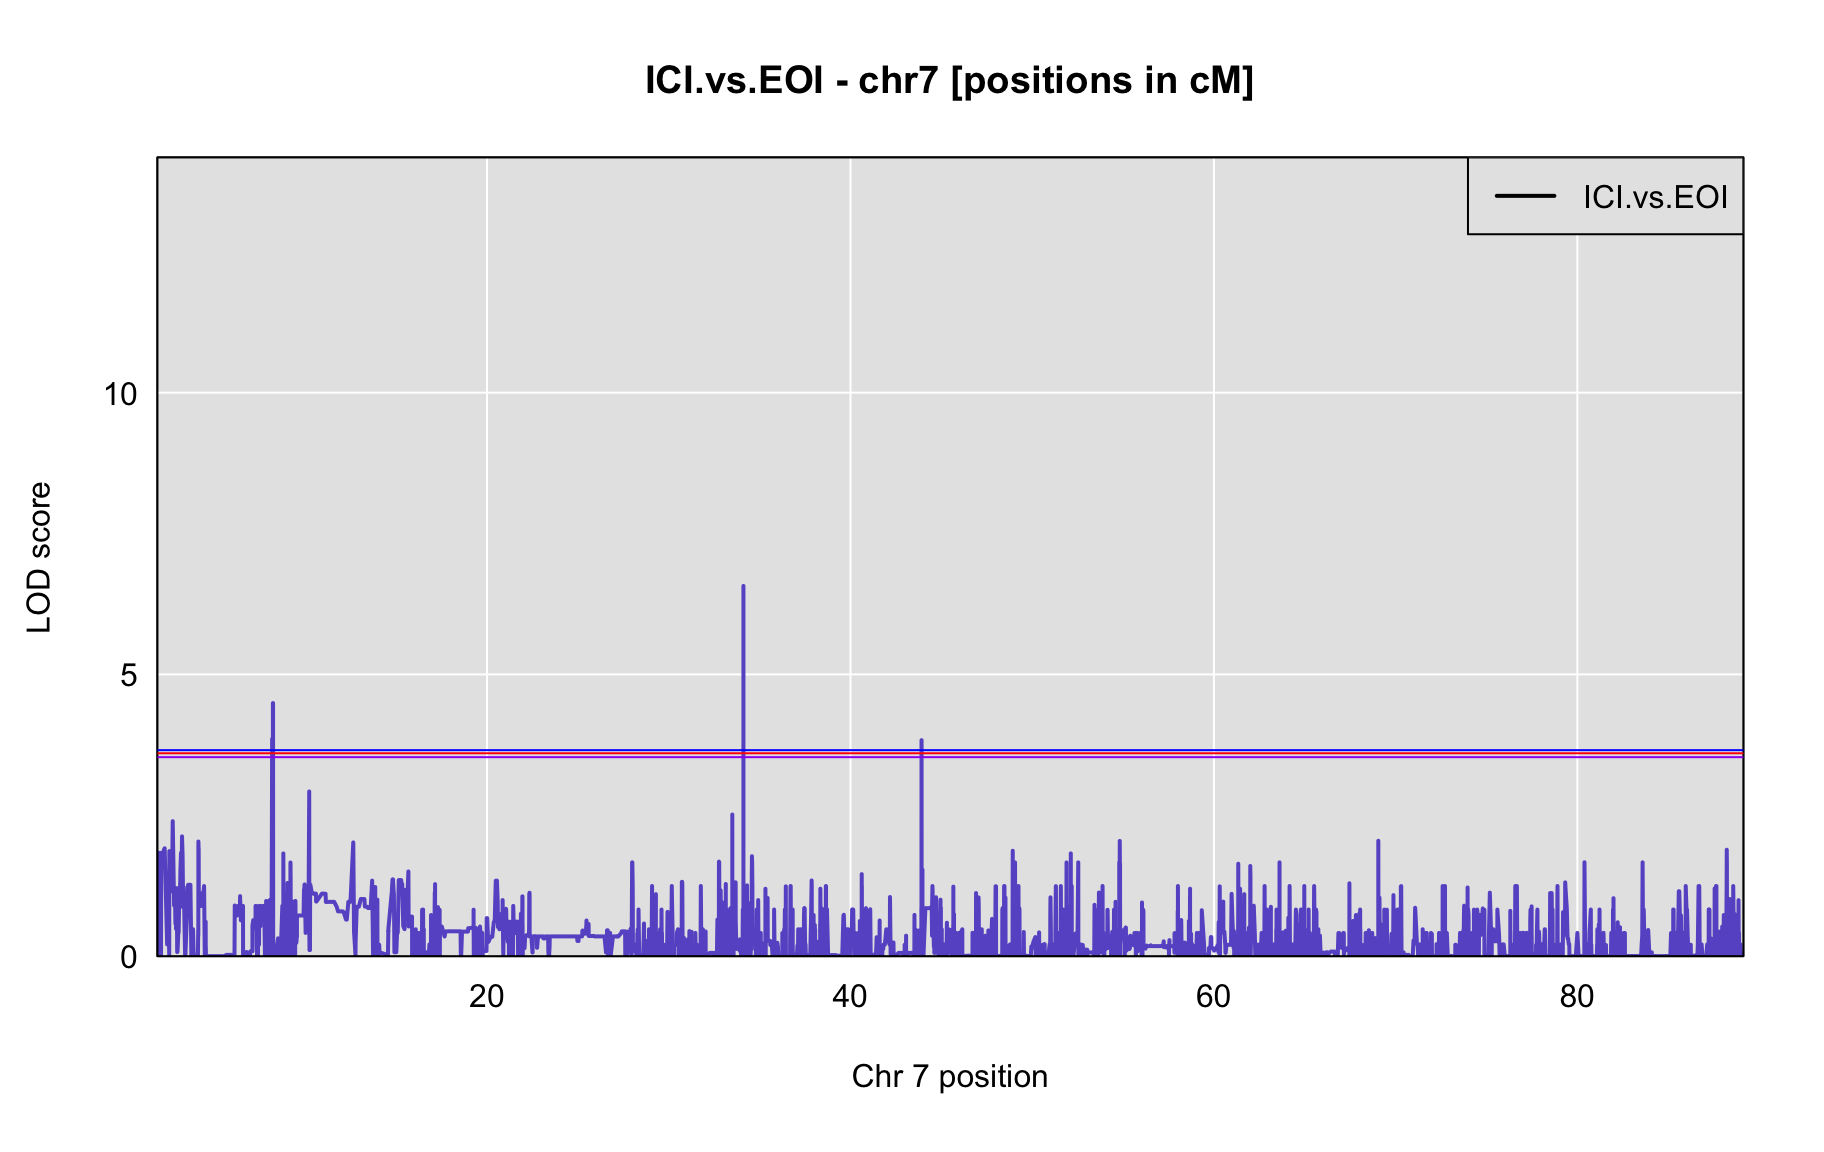 ICI.vs.EOI - chr7 [positions in cM]
ICI.vs.EOI
10
5
0
LOD score
20 40 60 80
Chr 7 position